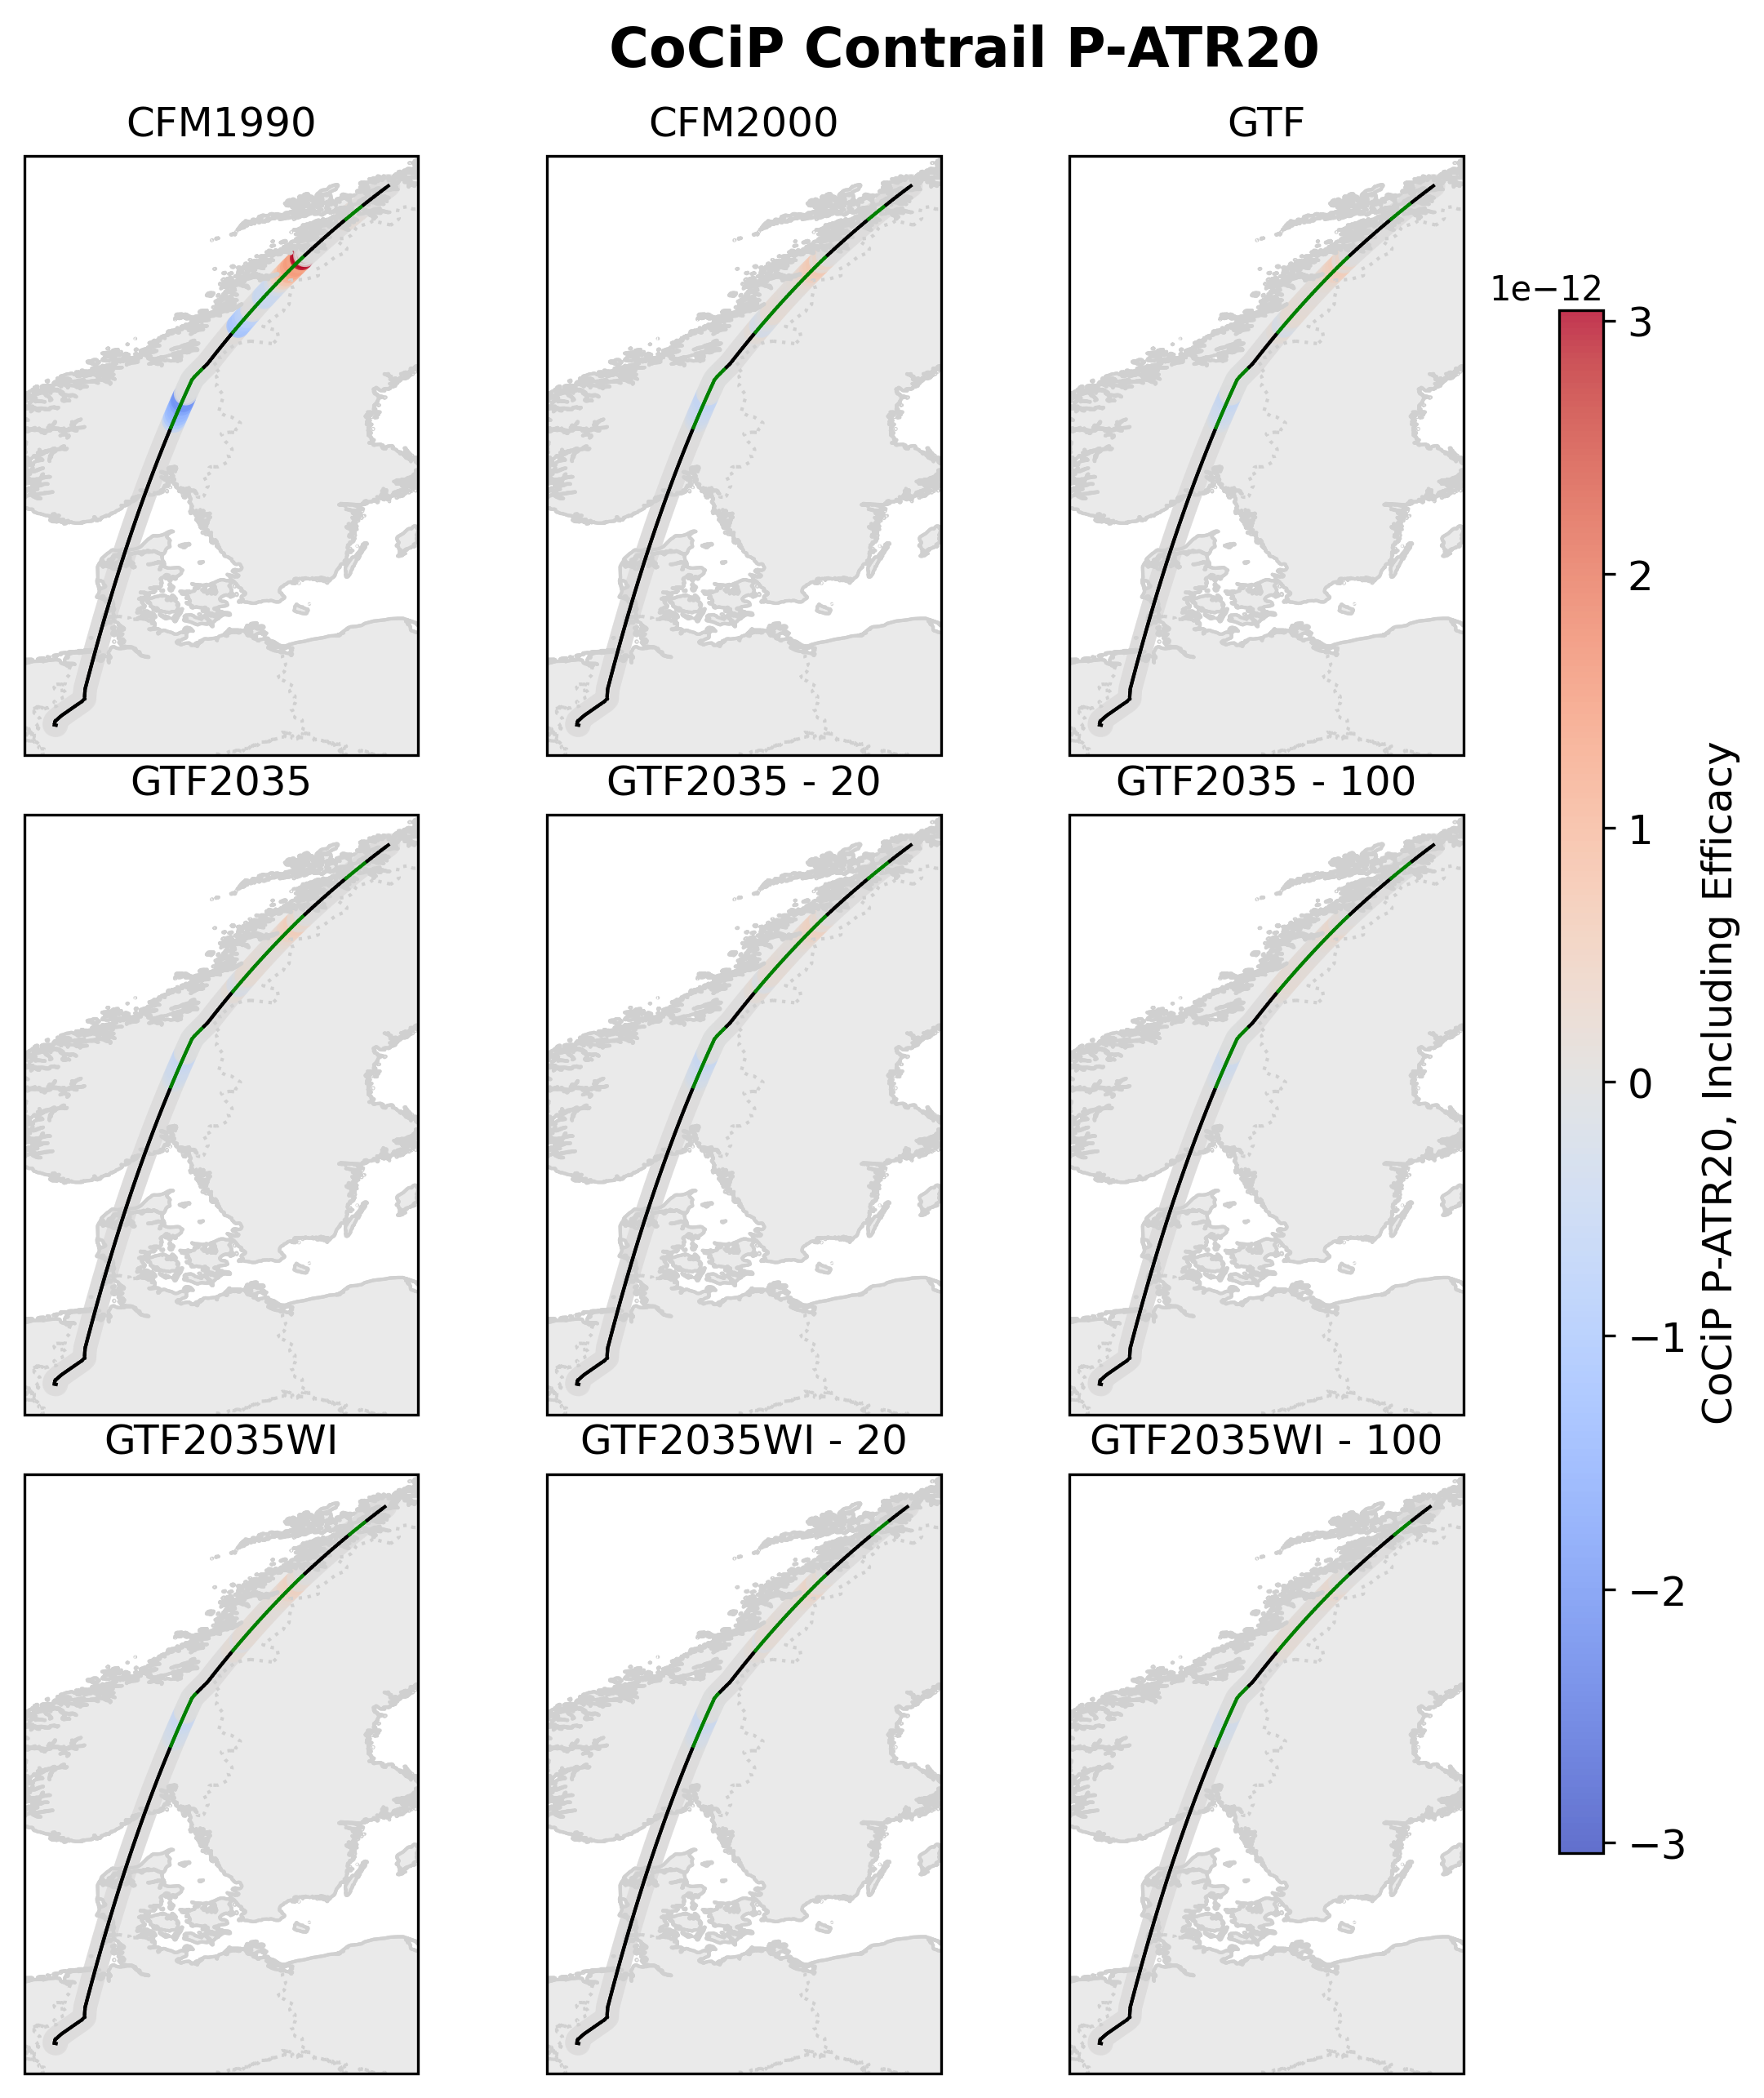 CoCiP Contrail P-ATR20
CFM1990
CFM2000
GTF
GTF2035
GTF2035 - 20
GTF2035 - 100
GTF2035WI
GTF2035WI - 20
GTF2035WI - 100
1e−12
3
2
1
0
−1
−2
−3
CoCiP P-ATR20, Including Efficacy